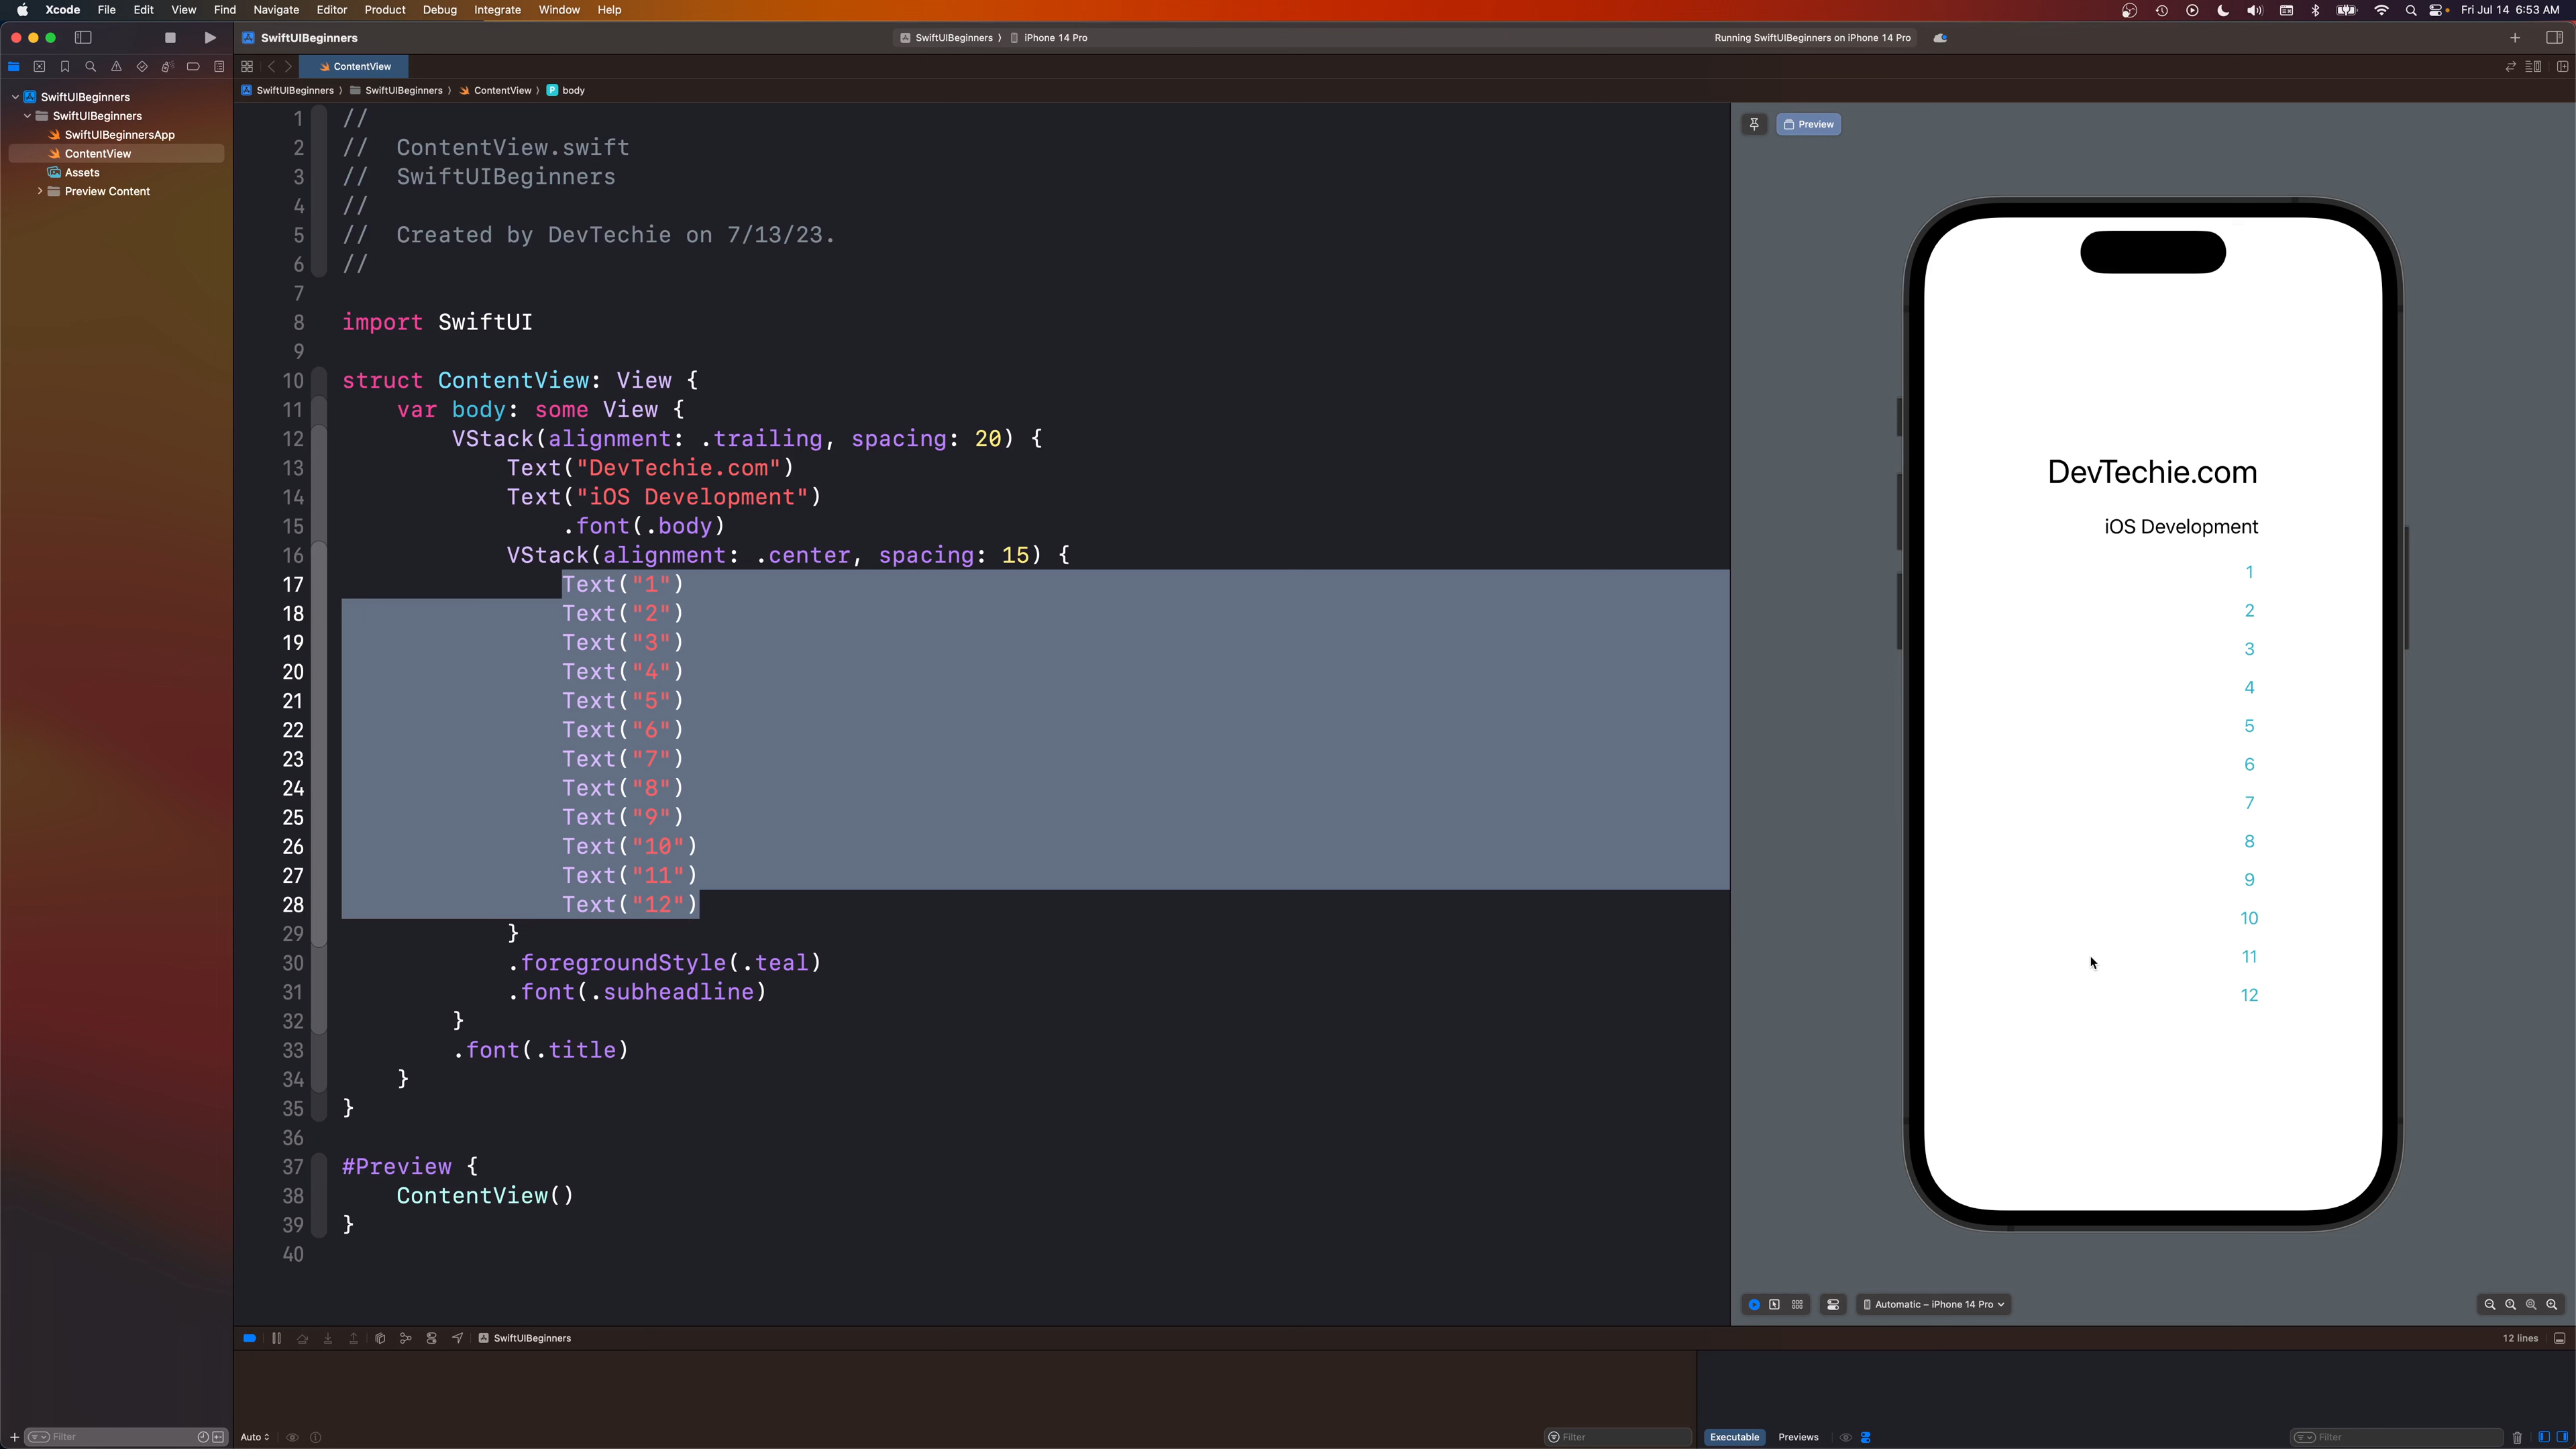 Xcode File Edit View Find Navigate Editor Product Debug Integrate Window Help Fri Jul 14 6:53 AM
SwiftUIBeginners SwiftUIBeginners 〉 iPhone 14 Pro Running SwiftUIBeginners on iPhone 14 Pro
ContentView
SwiftUIBeginners 〉 SwiftUIBeginners 〉 ContentView 〉 P body
SwiftUIBeginners
SwiftUIBeginners
SwiftUIBeginnersApp
ContentView
Assets
Preview Content
1 //
2 //  ContentView.swift
3 //  SwiftUIBeginners
4 //
5 //  Created by DevTechie on 7/13/23.
6 //
7
8 import SwiftUI
9
10 struct ContentView: View {
11     var body: some View {
12         VStack(alignment: .trailing, spacing: 20) {
13             Text("DevTechie.com")
14             Text("iOS Development")
15                 .font(.body)
16             VStack(alignment: .center, spacing: 15) {
17                 Text("1")
18                 Text("2")
19                 Text("3")
20                 Text("4")
21                 Text("5")
22                 Text("6")
23                 Text("7")
24                 Text("8")
25                 Text("9")
26                 Text("10")
27                 Text("11")
28                 Text("12")
29             }
30             .foregroundStyle(.teal)
31             .font(.subheadline)
32         }
33         .font(.title)
34     }
35 }
36
37 #Preview {
38     ContentView()
39 }
40
Preview
DevTechie.com
iOS Development
1
2
3
4
5
6
7
8
9
10
11
12
Automatic – iPhone 14 Pro
SwiftUIBeginners 12 lines
Filter Auto Filter Executable Previews Filter